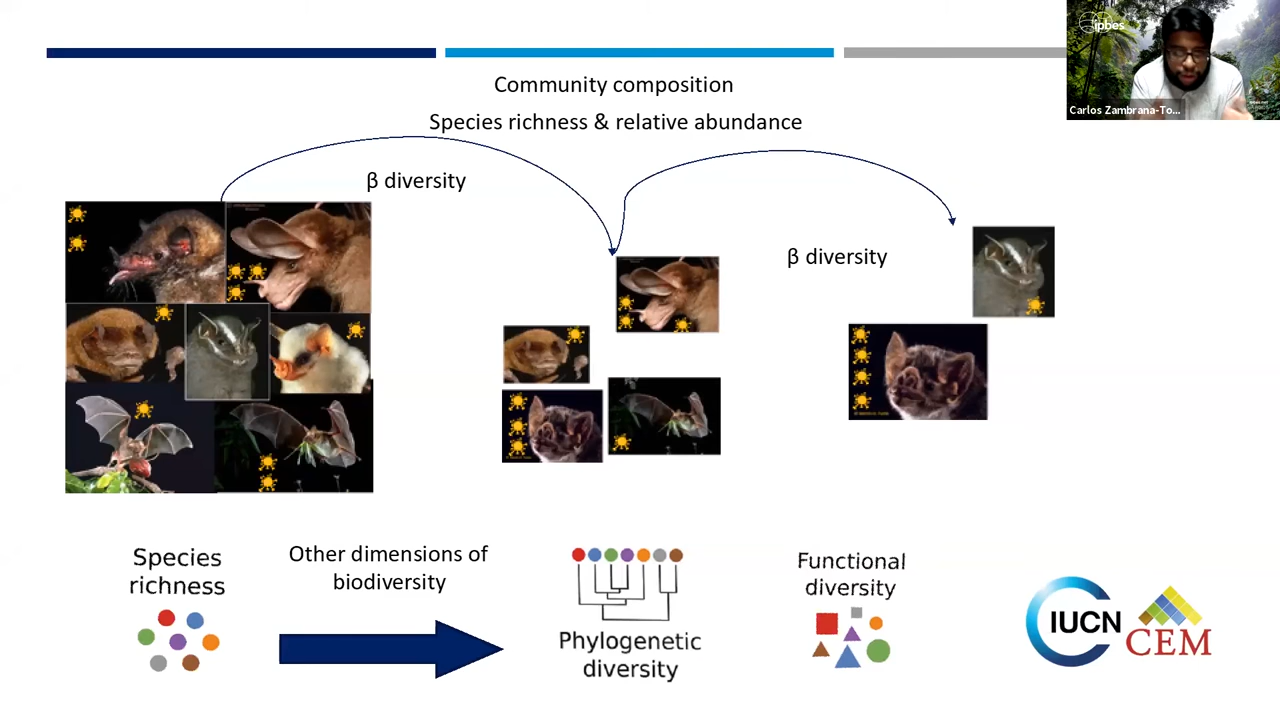 ipbes
Carlos Zambrana-To...
Community composition
Species richness & relative abundance
β diversity
β diversity
Species
richness
Other dimensions of
biodiversity
Phylogenetic
diversity
Functional
diversity
IUCN
CEM